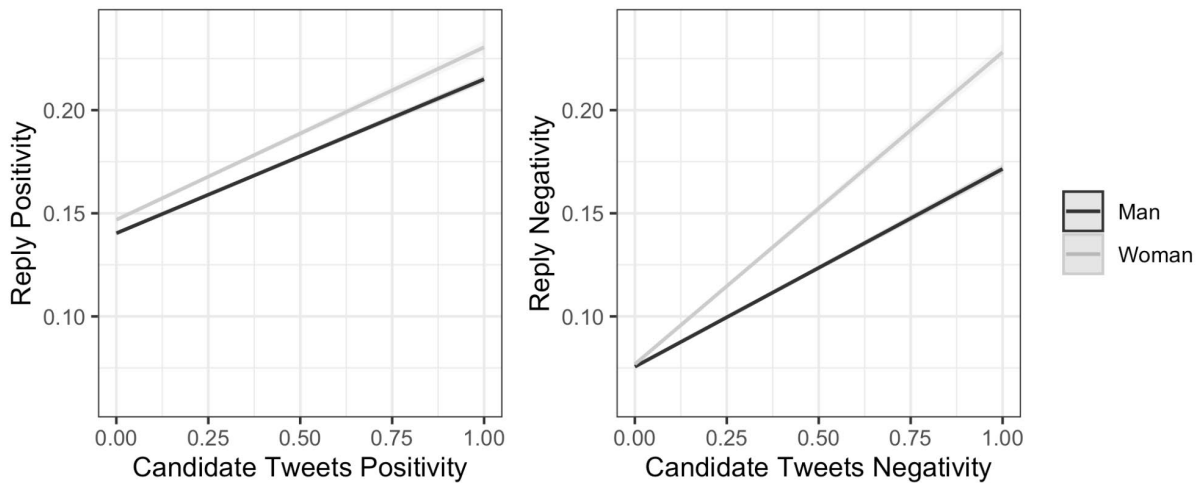 Reply Positivity
0.20
0.15
0.10
0.00 0.25 0.50 0.75 1.00
Candidate Tweets Positivity
Reply Negativity
0.20
0.15
0.10
0.00 0.25 0.50 0.75 1.00
Candidate Tweets Negativity
Man
Woman